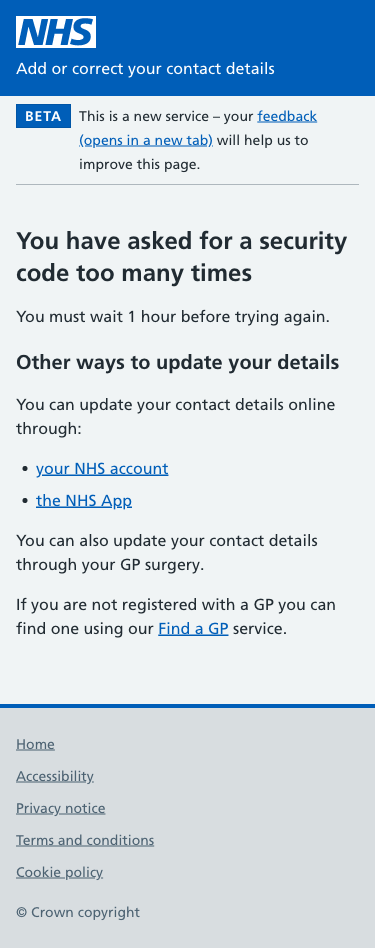 NHS
Add or correct your contact details
BETA
This is a new service – your feedback
(opens in a new tab) will help us to
improve this page.
You have asked for a security
code too many times
You must wait 1 hour before trying again.
Other ways to update your details
You can update your contact details online
through:
• your NHS account
• the NHS App
You can also update your contact details
through your GP surgery.
If you are not registered with a GP you can
find one using our Find a GP service.
Home
Accessibility
Privacy notice
Terms and conditions
Cookie policy
© Crown copyright